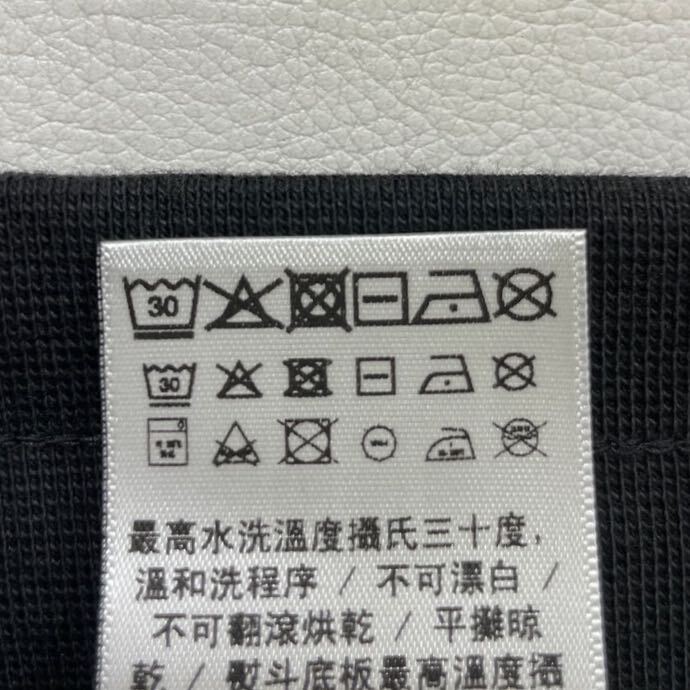 30
30
最高水洗溫度攝氏三十度,
溫和洗程序 / 不可漂白 /
不可翻滾烘乾 / 平攤晾
乾 / 熨斗底板最高溫度攝